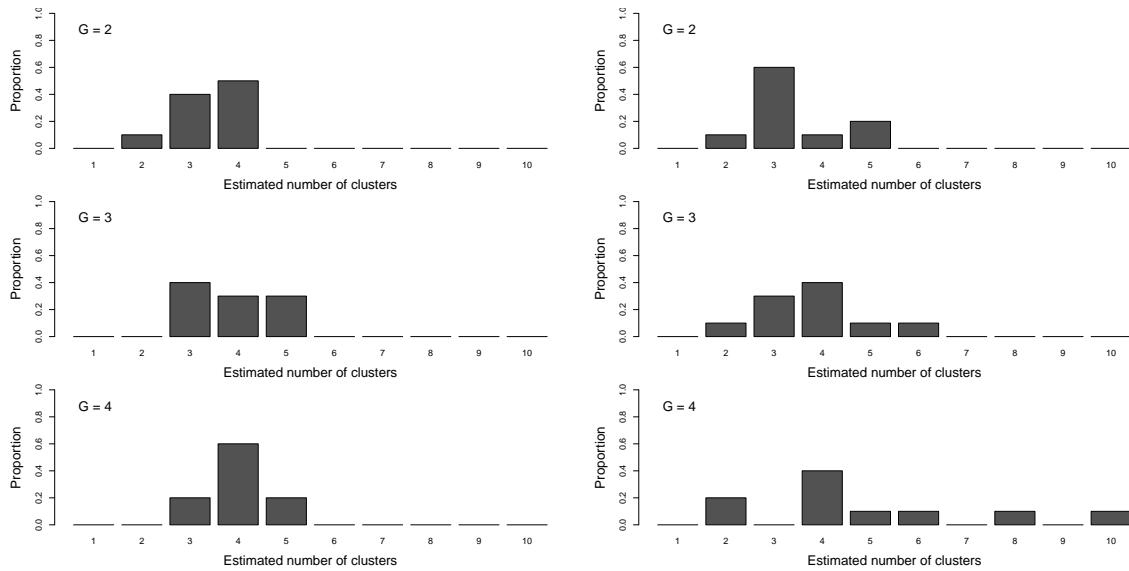 G = 2
Proportion
0.0 0.2 0.4 0.6 0.8 1.0
1 2 3 4 5 6 7 8 9 10
Estimated number of clusters
G = 2
Proportion
0.0 0.2 0.4 0.6 0.8 1.0
1 2 3 4 5 6 7 8 9 10
Estimated number of clusters
G = 3
Proportion
0.0 0.2 0.4 0.6 0.8 1.0
1 2 3 4 5 6 7 8 9 10
Estimated number of clusters
G = 3
Proportion
0.0 0.2 0.4 0.6 0.8 1.0
1 2 3 4 5 6 7 8 9 10
Estimated number of clusters
G = 4
Proportion
0.0 0.2 0.4 0.6 0.8 1.0
1 2 3 4 5 6 7 8 9 10
Estimated number of clusters
G = 4
Proportion
0.0 0.2 0.4 0.6 0.8 1.0
1 2 3 4 5 6 7 8 9 10
Estimated number of clusters